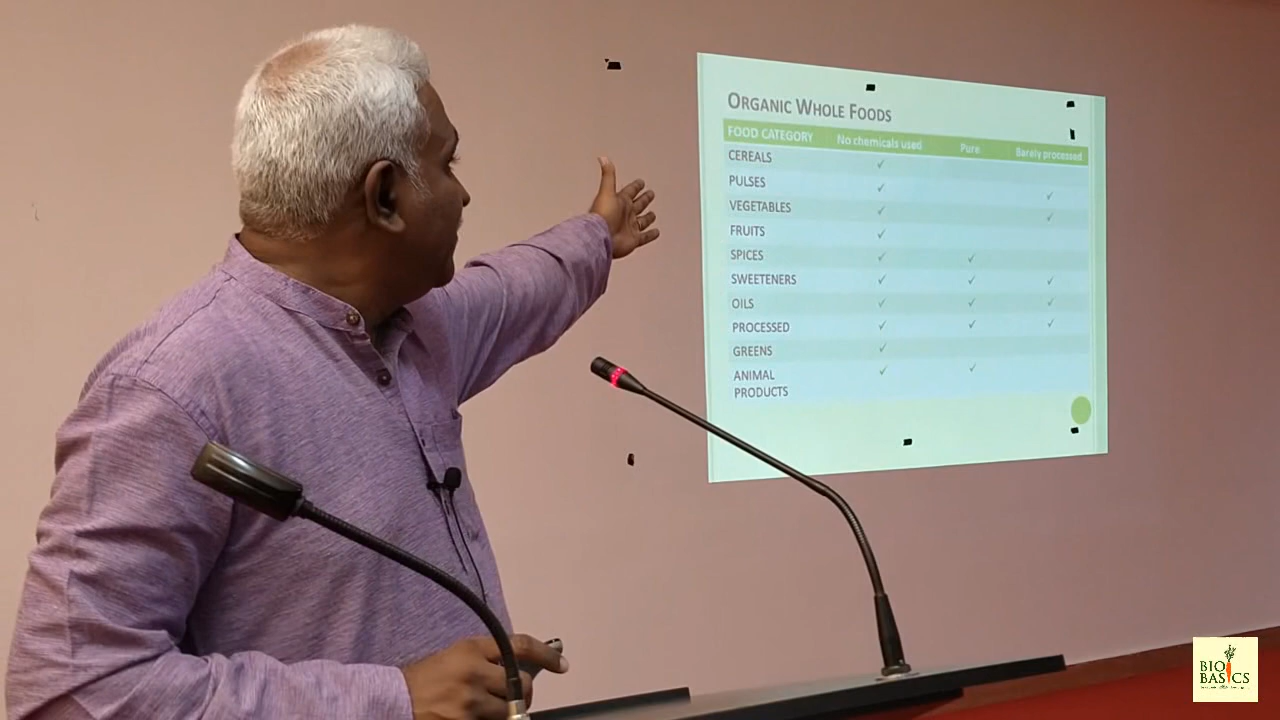 ORGANIC WHOLE FOODS
FOOD CATEGORY No chemicals used Pure Barely processed
CEREALS ✓
PULSES ✓ ✓
VEGETABLES ✓ ✓
FRUITS ✓
SPICES ✓ ✓
SWEETENERS ✓ ✓ ✓
OILS ✓ ✓ ✓
PROCESSED ✓ ✓ ✓
GREENS ✓
ANIMAL ✓ ✓
PRODUCTS
BIO
BASICS